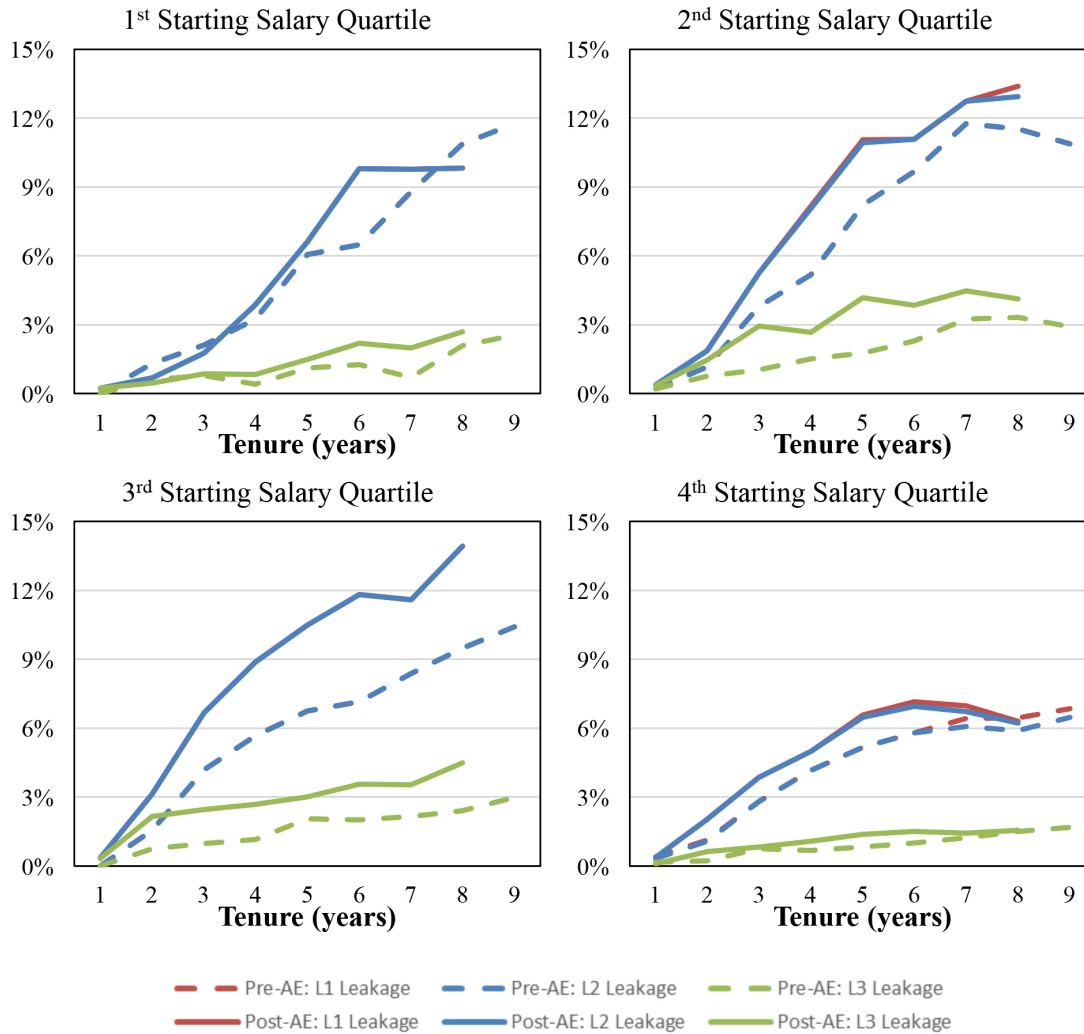 1st Starting Salary Quartile
15%
12%
9%
6%
3%
0%
1 2 3 4 5 6 7 8 9
Tenure (years)
2nd Starting Salary Quartile
15%
12%
9%
6%
3%
0%
1 2 3 4 5 6 7 8 9
Tenure (years)
3rd Starting Salary Quartile
15%
12%
9%
6%
3%
0%
1 2 3 4 5 6 7 8 9
Tenure (years)
4th Starting Salary Quartile
15%
12%
9%
6%
3%
0%
1 2 3 4 5 6 7 8 9
Tenure (years)
Pre-AE: L1 Leakage Pre-AE: L2 Leakage Pre-AE: L3 Leakage
Post-AE: L1 Leakage Post-AE: L2 Leakage Post-AE: L3 Leakage